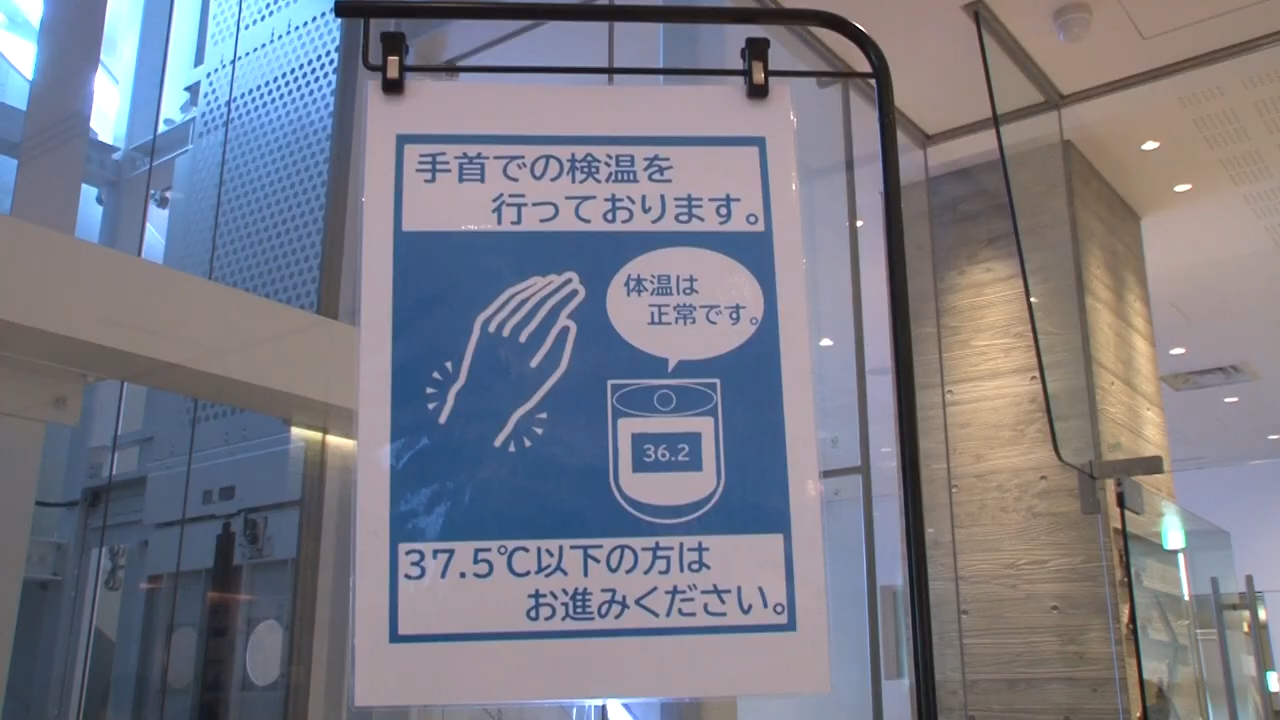 手首での検温を
行っております。
体温は
正常です。
36.2
37.5℃以下の方は
お進みください。